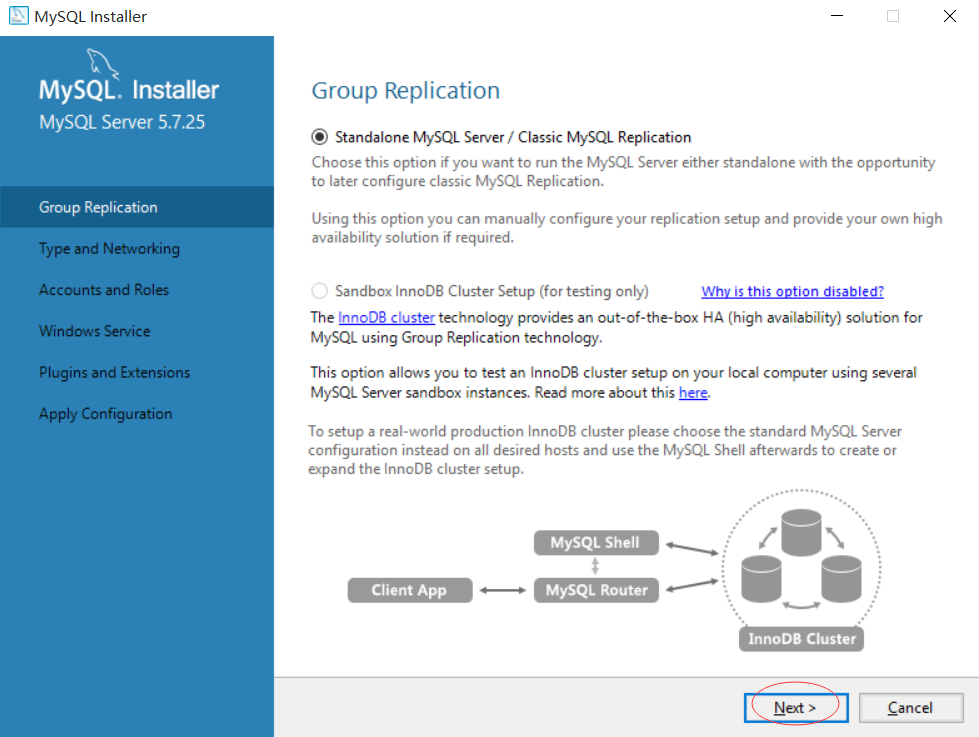 MySQL Installer
MySQL. Installer
MySQL Server 5.7.25
Group Replication
Type and Networking
Accounts and Roles
Windows Service
Plugins and Extensions
Apply Configuration
Group Replication
Standalone MySQL Server / Classic MySQL Replication
Choose this option if you want to run the MySQL Server either standalone with the opportunity
to later configure classic MySQL Replication.
Using this option you can manually configure your replication setup and provide your own high
availability solution if required.
Sandbox InnoDB Cluster Setup (for testing only) Why is this option disabled?
The InnoDB cluster technology provides an out-of-the-box HA (high availability) solution for
MySQL using Group Replication technology.
This option allows you to test an InnoDB cluster setup on your local computer using several
MySQL Server sandbox instances. Read more about this here.
To setup a real-world production InnoDB cluster please choose the standard MySQL Server
configuration instead on all desired hosts and use the MySQL Shell afterwards to create or
expand the InnoDB cluster setup.
MySQL Shell
Client App
MySQL Router
InnoDB Cluster
Next >
Cancel